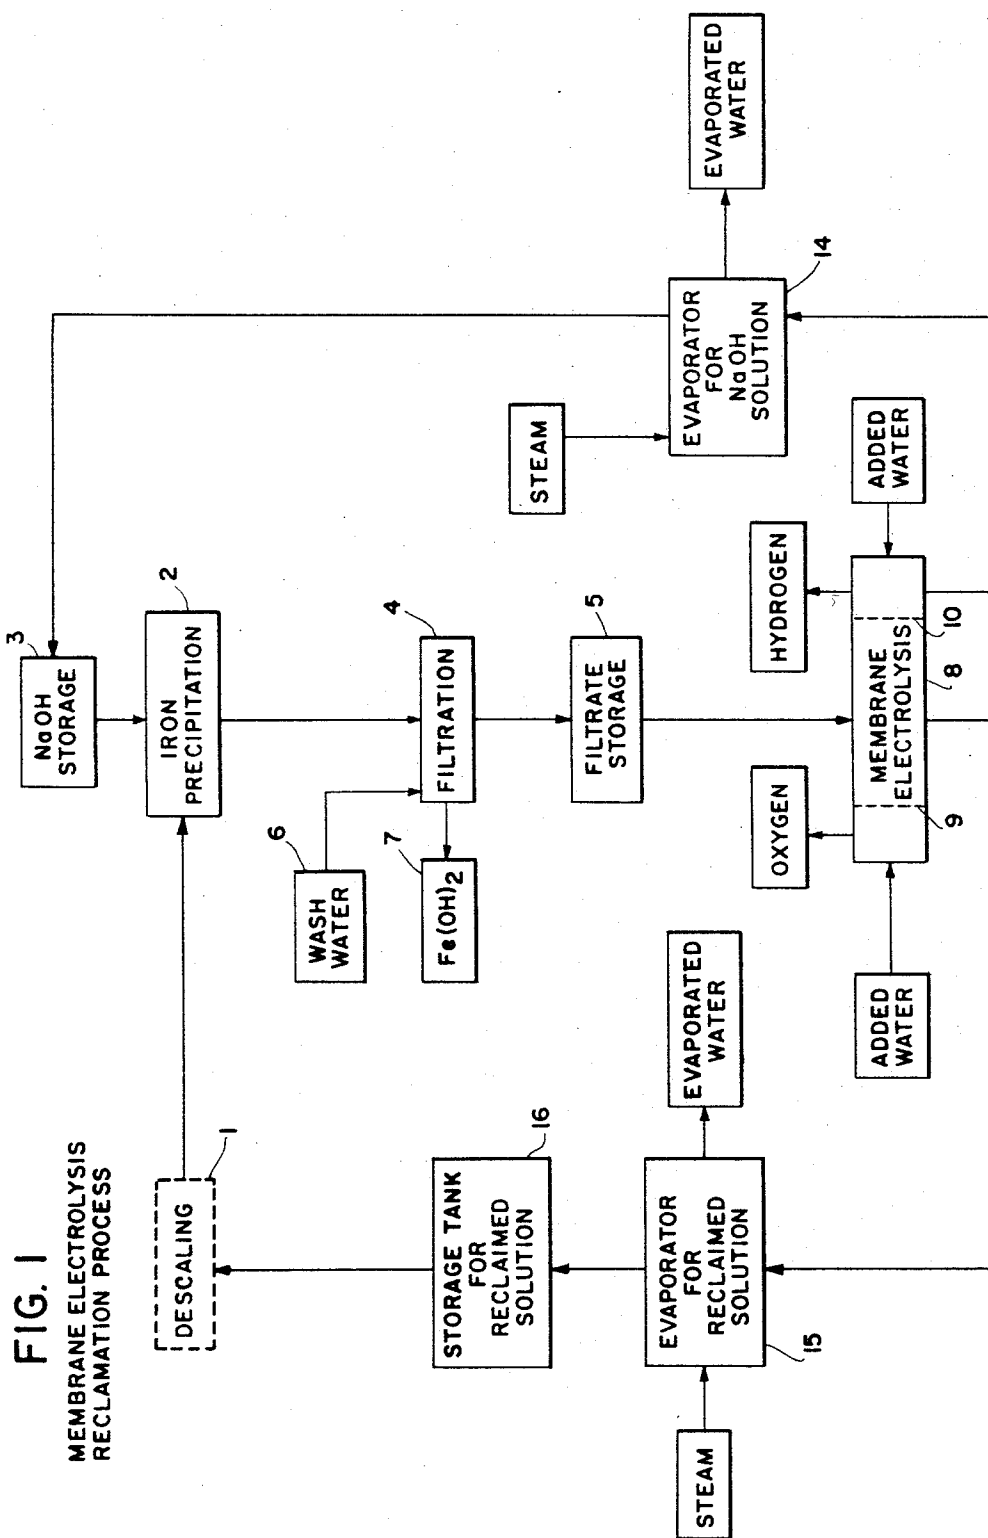 FIG. 1
MEMBRANE ELECTROLYSIS
RECLAMATION PROCESS
DESCALING
1
IRON
PRECIPITATION
2
NaOH
STORAGE
3
WASH
WATER
6
Fe(OH)2
7
FILTRATION
4
FILTRATE
STORAGE
5
STORAGE TANK
FOR
RECLAIMED
SOLUTION
16
STEAM
EVAPORATOR
FOR
RECLAIMED
SOLUTION
15
EVAPORATED
WATER
STEAM
EVAPORATOR
FOR
NaOH
SOLUTION
14
EVAPORATED
WATER
OXYGEN
HYDROGEN
ADDED
WATER
MEMBRANE
ELECTROLYSIS
9
8
10
ADDED
WATER